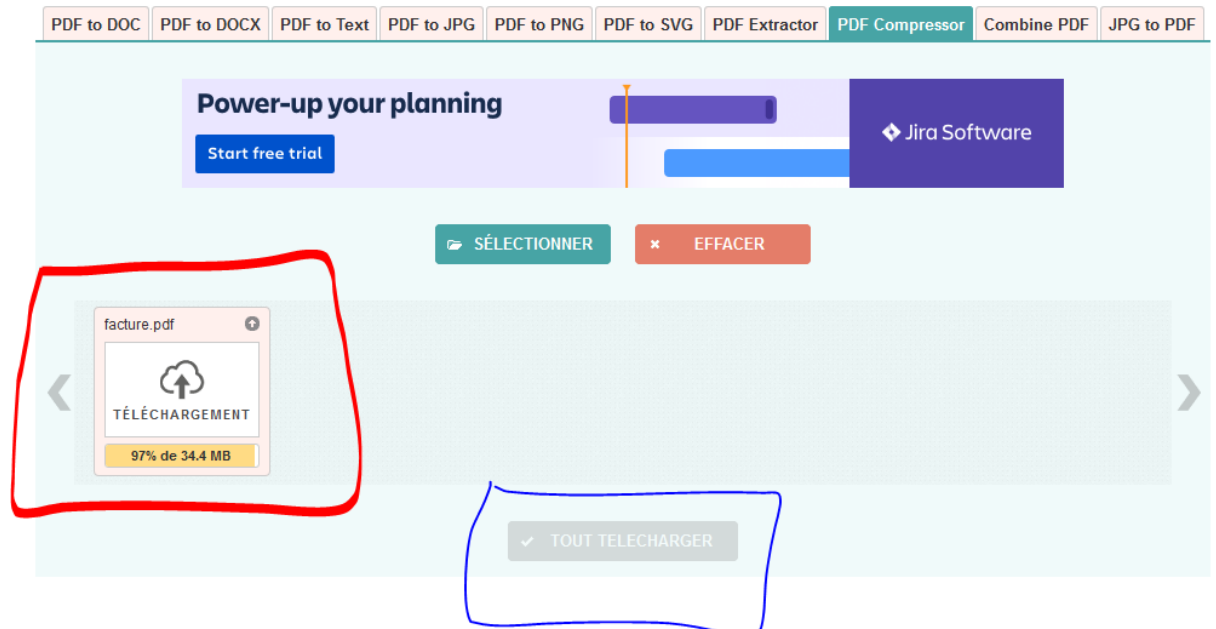 PDF to DOC PDF to DOCX PDF to Text PDF to JPG PDF to PNG PDF to SVG PDF Extractor PDF Compressor Combine PDF JPG to PDF
Power-up your planning
Start free trial
Jira Software
SÉLECTIONNER EFFACER
facture.pdf
TÉLÉCHARGEMENT
97% de 34.4 MB
TOUT TELECHARGER